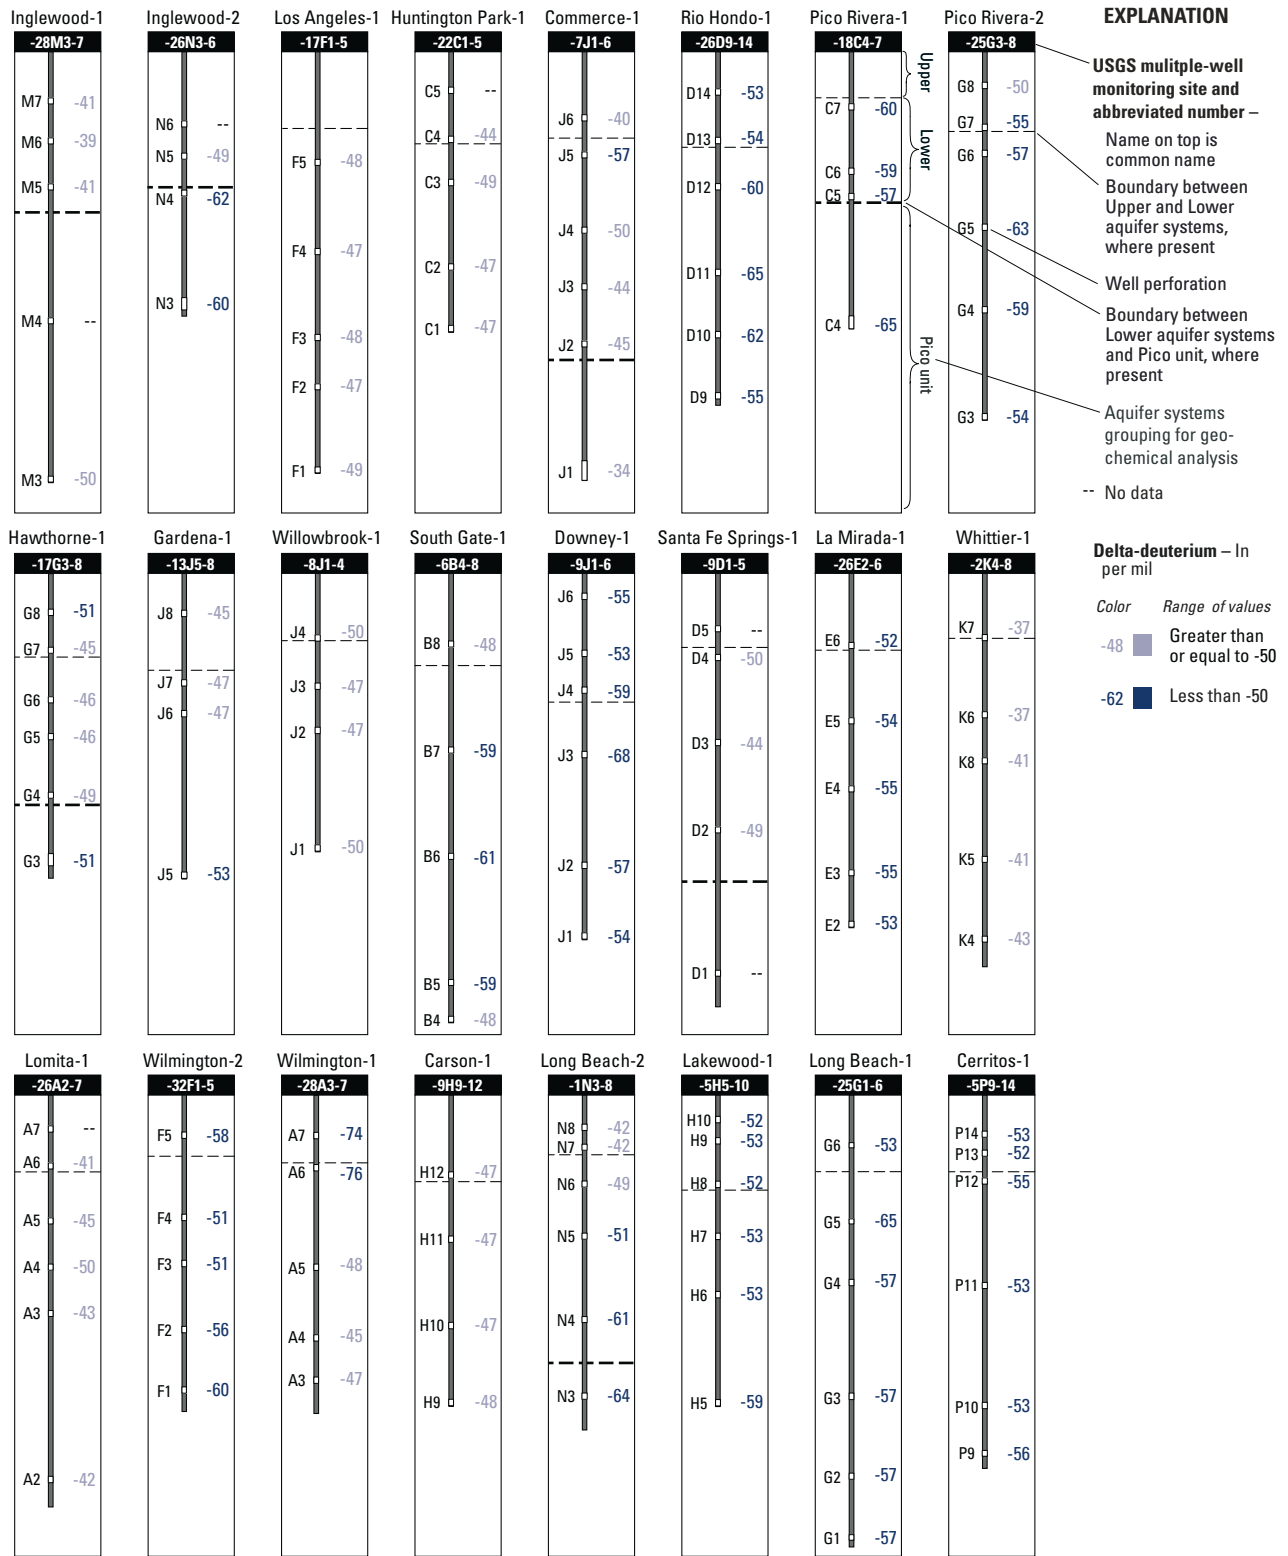 Inglewood-1 Inglewood-2 Los Angeles-1 Huntington Park-1 Commerce-1 Rio Hondo-1 Pico Rivera-1 Pico Rivera-2
-28M3-7 -26N3-6 -17F1-5 -22C1-5 -7J1-6 -26D9-14 -18C4-7 -25G3-8
M7 -41
M6 -39
M5 -41
M4 --
M3 -50
N6 --
N5 -49
N4 -62
N3 -60
F5 -48
F4 -47
F3 -48
F2 -47
F1 -49
C5 --
C4 -44
C3 -49
C2 -47
C1 -47
J6 -40
J5 -57
J4 -50
J3 -44
J2 -45
J1 -34
D14 -53
D13 -54
D12 -60
D11 -65
D10 -62
D9 -55
C7 -60
C6 -59
C5 -57
C4 -65
Upper
Lower
Pico unit
G8 -50
G7 -55
G6 -57
G5 -63
G4 -59
G3 -54
EXPLANATION
USGS mulitple-well
monitoring site and
abbreviated number –
Name on top is
common name
Boundary between
Upper and Lower
aquifer systems,
where present
Well perforation
Boundary between
Lower aquifer systems
and Pico unit, where
present
Aquifer systems
grouping for geo-
chemical analysis
-- No data
Delta-deuterium – In
per mil
Color Range of values
-48 Greater than
or equal to -50
-62 Less than -50
Hawthorne-1 Gardena-1 Willowbrook-1 South Gate-1 Downey-1 Santa Fe Springs-1 La Mirada-1 Whittier-1
-17G3-8 -13J5-8 -8J1-4 -6B4-8 -9J1-6 -9D1-5 -26E2-6 -2K4-8
G8 -51
G7 -45
G6 -46
G5 -46
G4 -49
G3 -51
J8 -45
J7 -47
J6 -47
J5 -53
J4 -50
J3 -47
J2 -47
J1 -50
B8 -48
B7 -59
B6 -61
B5 -59
B4 -48
J6 -55
J5 -53
J4 -59
J3 -68
J2 -57
J1 -54
D5 --
D4 -50
D3 -44
D2 -49
D1 --
E6 -52
E5 -54
E4 -55
E3 -55
E2 -53
K7 -37
K6 -37
K8 -41
K5 -41
K4 -43
Lomita-1 Wilmington-2 Wilmington-1 Carson-1 Long Beach-2 Lakewood-1 Long Beach-1 Cerritos-1
-26A2-7 -32F1-5 -28A3-7 -9H9-12 -1N3-8 -5H5-10 -25G1-6 -5P9-14
A7 --
A6 -41
A5 -45
A4 -50
A3 -43
A2 -42
F5 -58
F4 -51
F3 -51
F2 -56
F1 -60
A7 -74
A6 -76
A5 -48
A4 -45
A3 -47
H12 -47
H11 -47
H10 -47
H9 -48
N8 -42
N7 -42
N6 -49
N5 -51
N4 -61
N3 -64
H10 -52
H9 -53
H8 -52
H7 -53
H6 -53
H5 -59
G6 -53
G5 -65
G4 -57
G3 -57
G2 -57
G1 -57
P14 -53
P13 -52
P12 -55
P11 -53
P10 -53
P9 -56